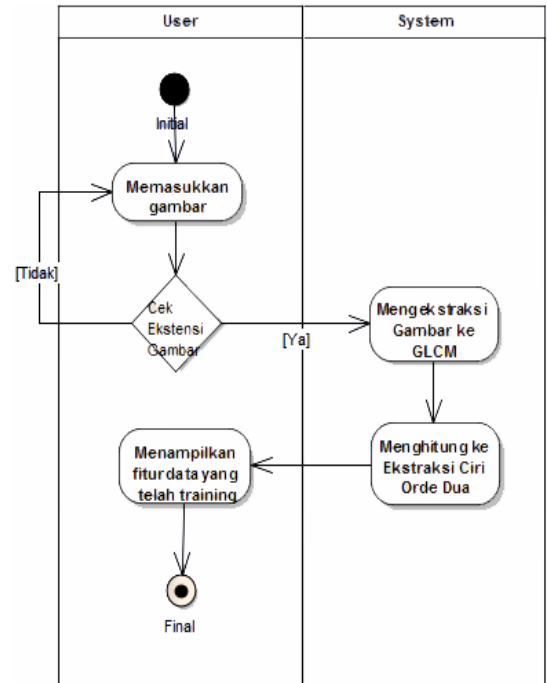 User
System
Initial
Memasukkan
gambar
[Tidak]
Cek
Ekstensi
Gambar
[Ya]
Mengekstraksi
Gambar ke
GLCM
Menghitung ke
Ekstraksi Ciri
Orde Dua
Menampilkan
fitur data yang
telah training
Final